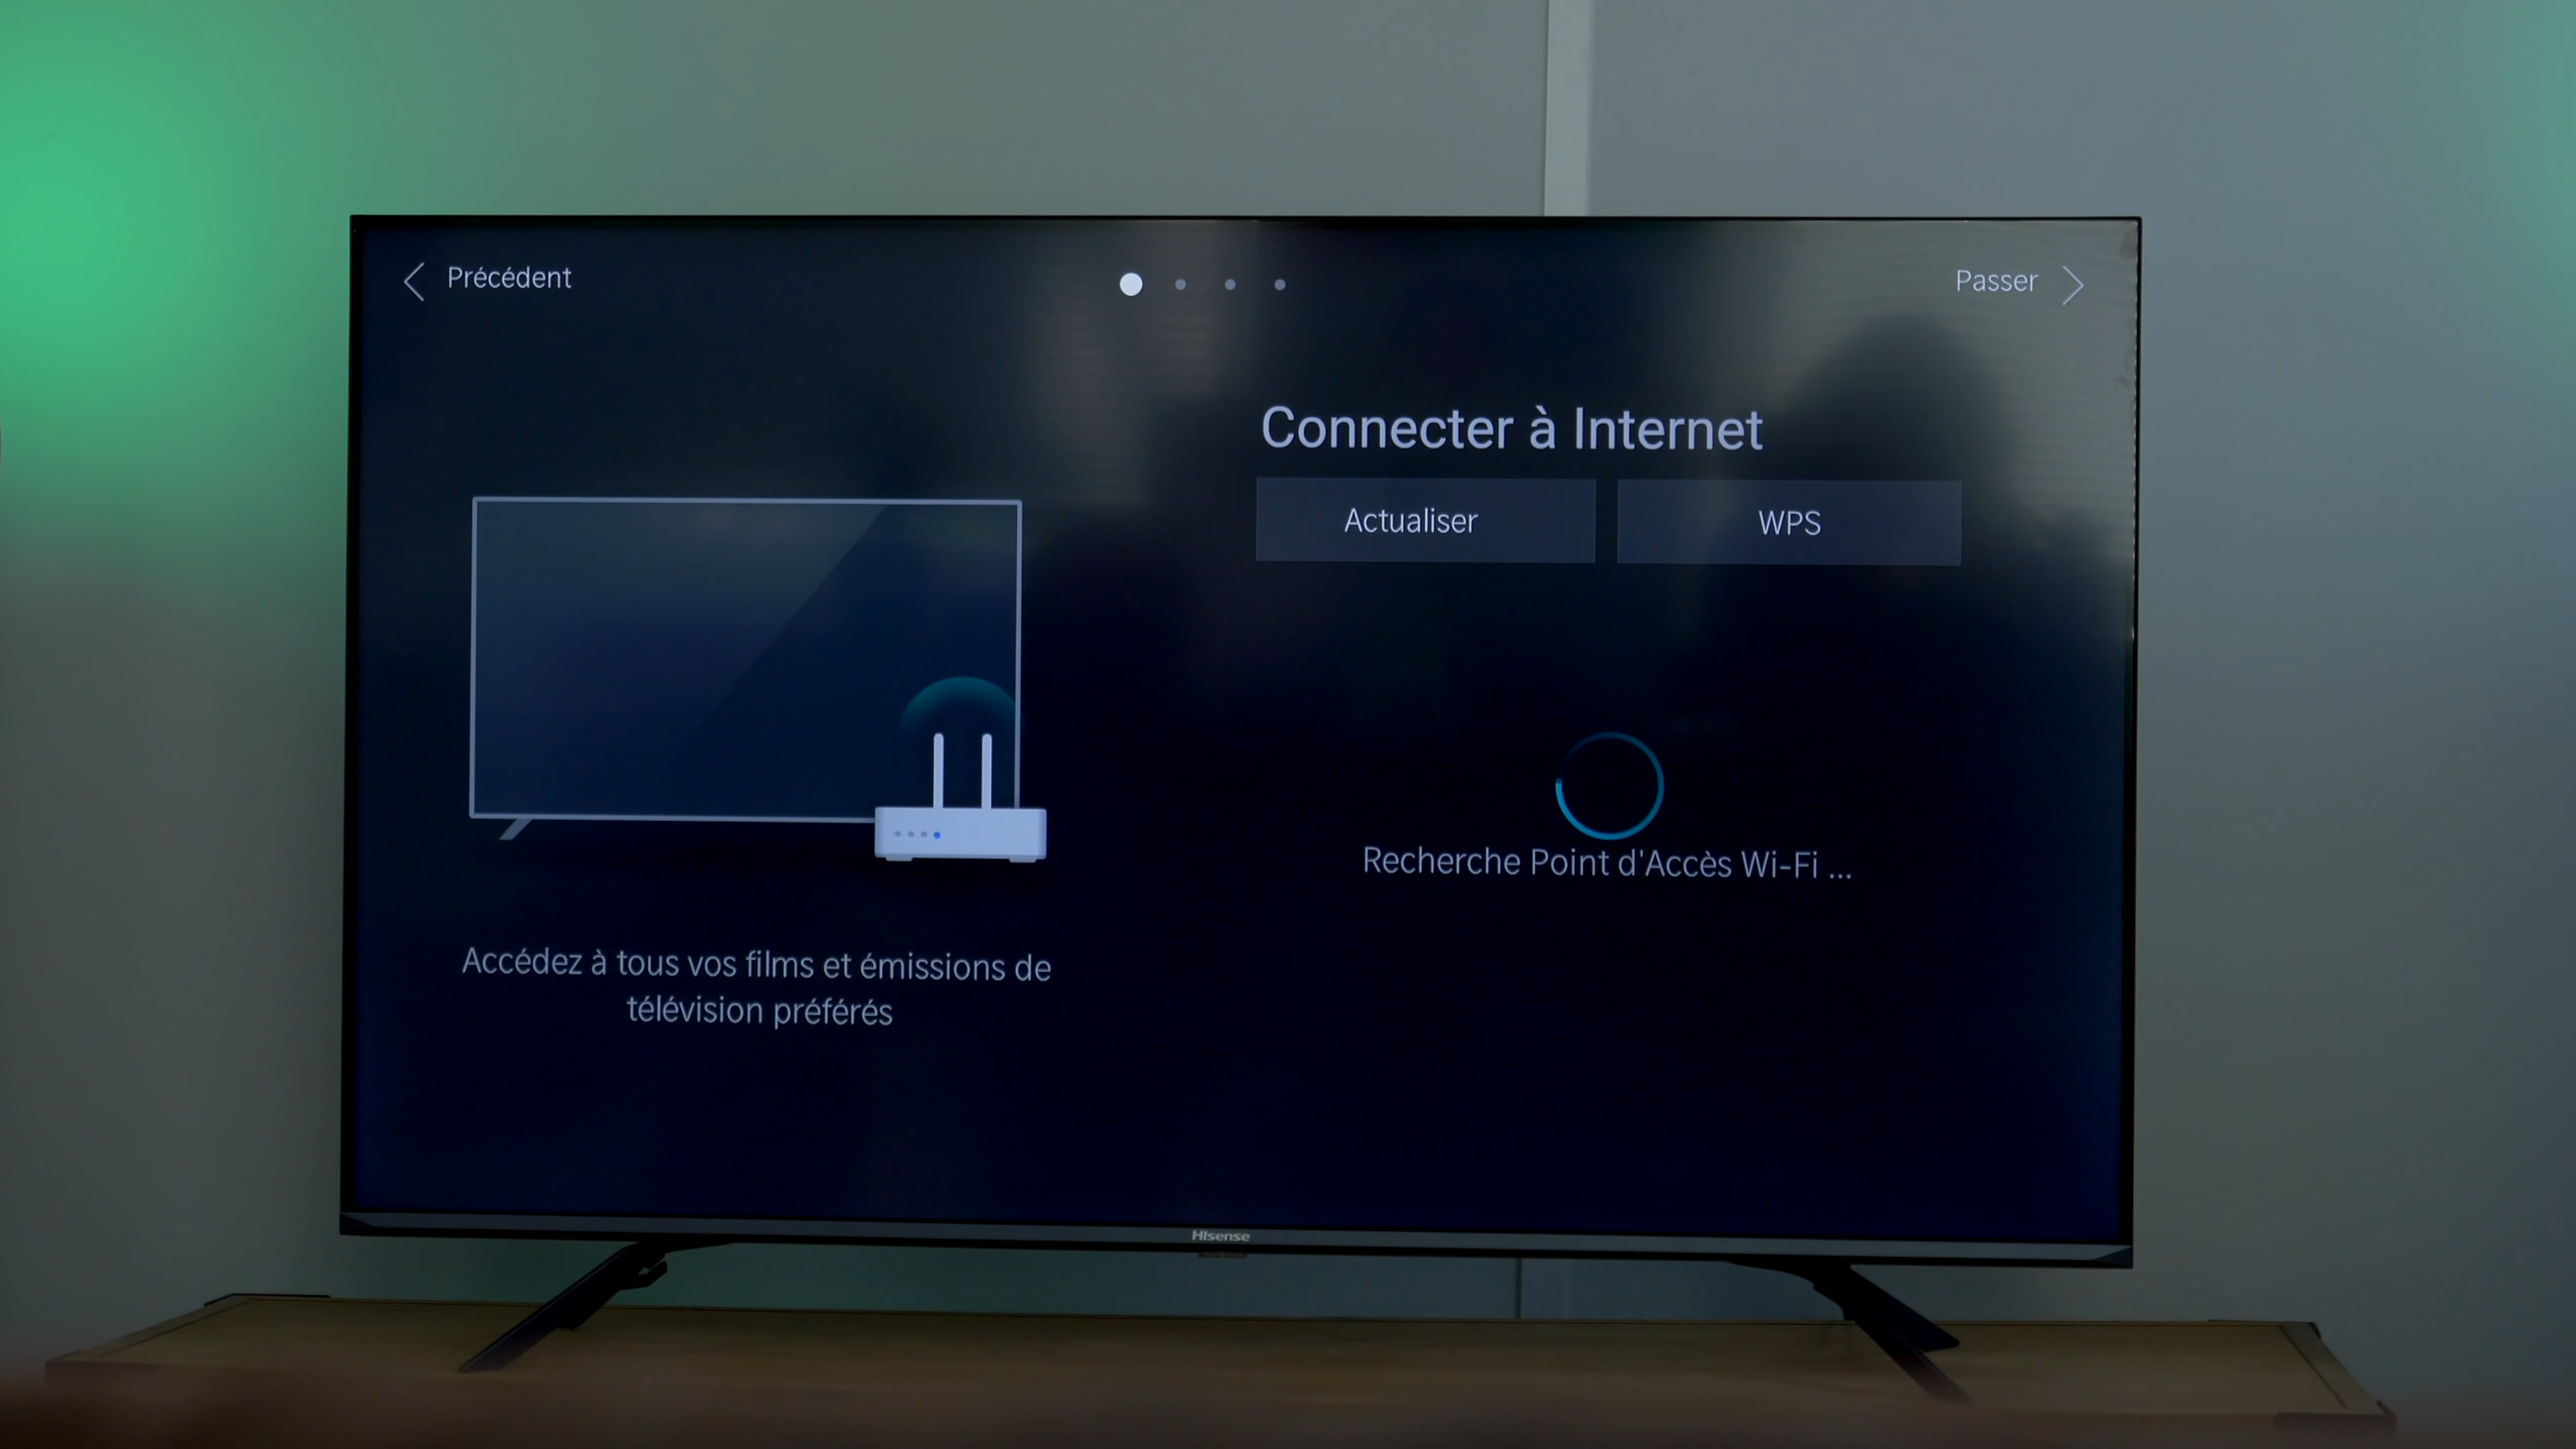 Précédent
Passer
Connecter à Internet
Actualiser
WPS
Recherche Point d'Accès Wi-Fi ...
Accédez à tous vos films et émissions de
télévision préférés
Hisense